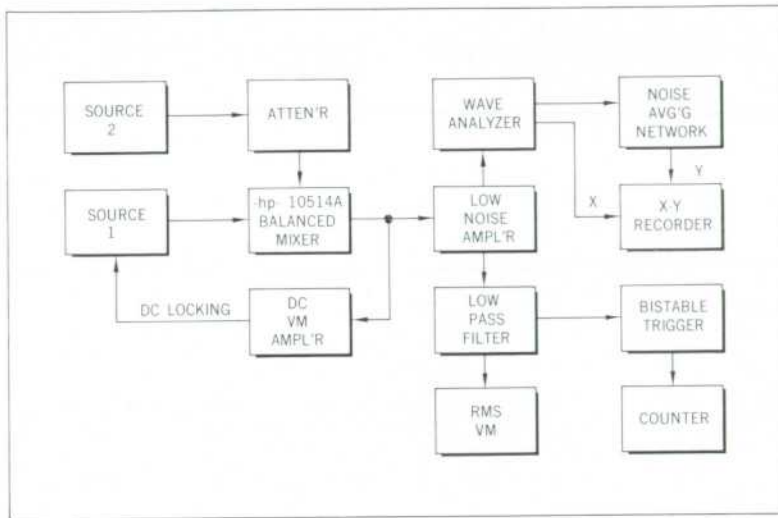 SOURCE
2
ATTEN'R
WAVE
ANALYZER
NOISE
AVG'G
NETWORK
SOURCE
1
-hp- 10514A
BALANCED
MIXER
LOW
NOISE
AMPL'R
X
Y
X-Y
RECORDER
DC LOCKING
DC
VM
AMPL'R
LOW
PASS
FILTER
BISTABLE
TRIGGER
RMS
VM
COUNTER